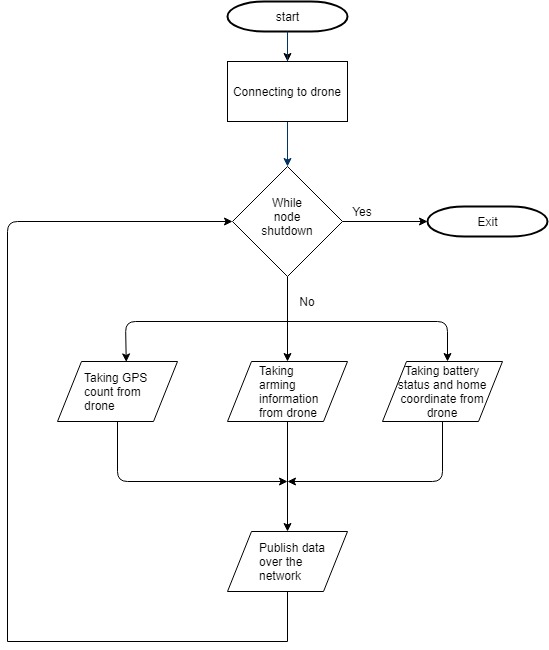 start
Connecting to drone
While
node
shutdown
Yes
Exit
No
Taking GPS
count from
drone
Taking
arming
information
from drone
Taking battery
status and home
coordinate from
drone
Publish data
over the
network